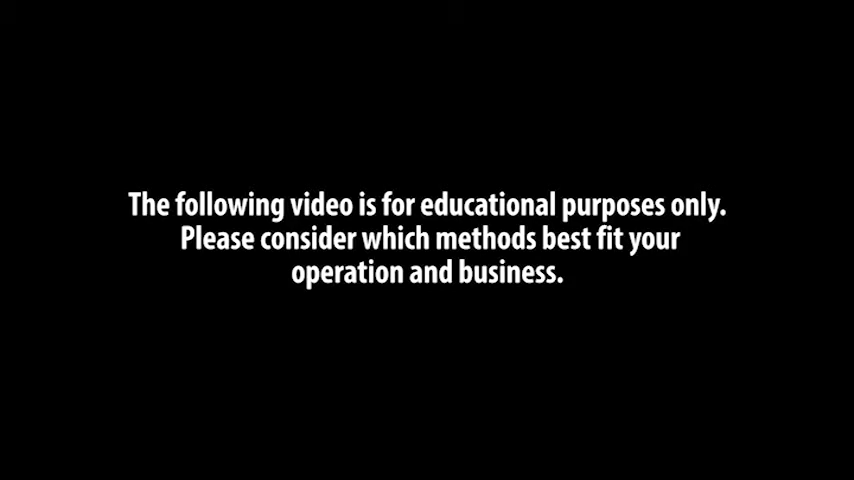 The following video is for educational purposes only.
Please consider which methods best fit your
operation and business.